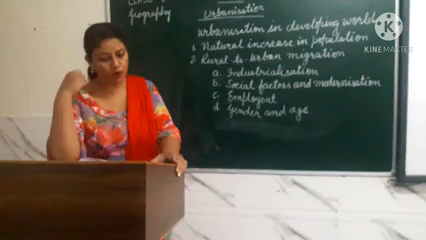 Geography
Urbanisation
Urbanisation in developing world
1. Natural increase in population
2. Rural to urban migration
a. Industrialisation
b. Social factors and modernisation
c. Employent
d. Gender and age
KINEMASTER